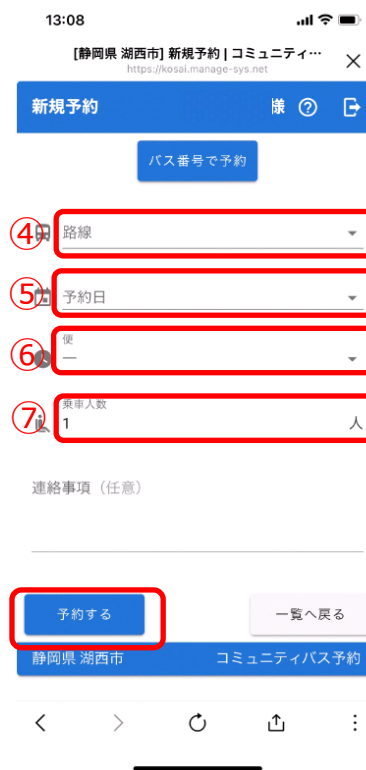 13:08
[静岡県 湖西市] 新規予約 | コミュニティ…
https://kosai.manage-sys.net
新規予約 様
バス番号で予約
④ 路線
⑤ 予約日
便
⑥ —
乗車人数
⑦ 1 人
連絡事項（任意）
予約する 一覧へ戻る
静岡県 湖西市 コミュニティバス予約